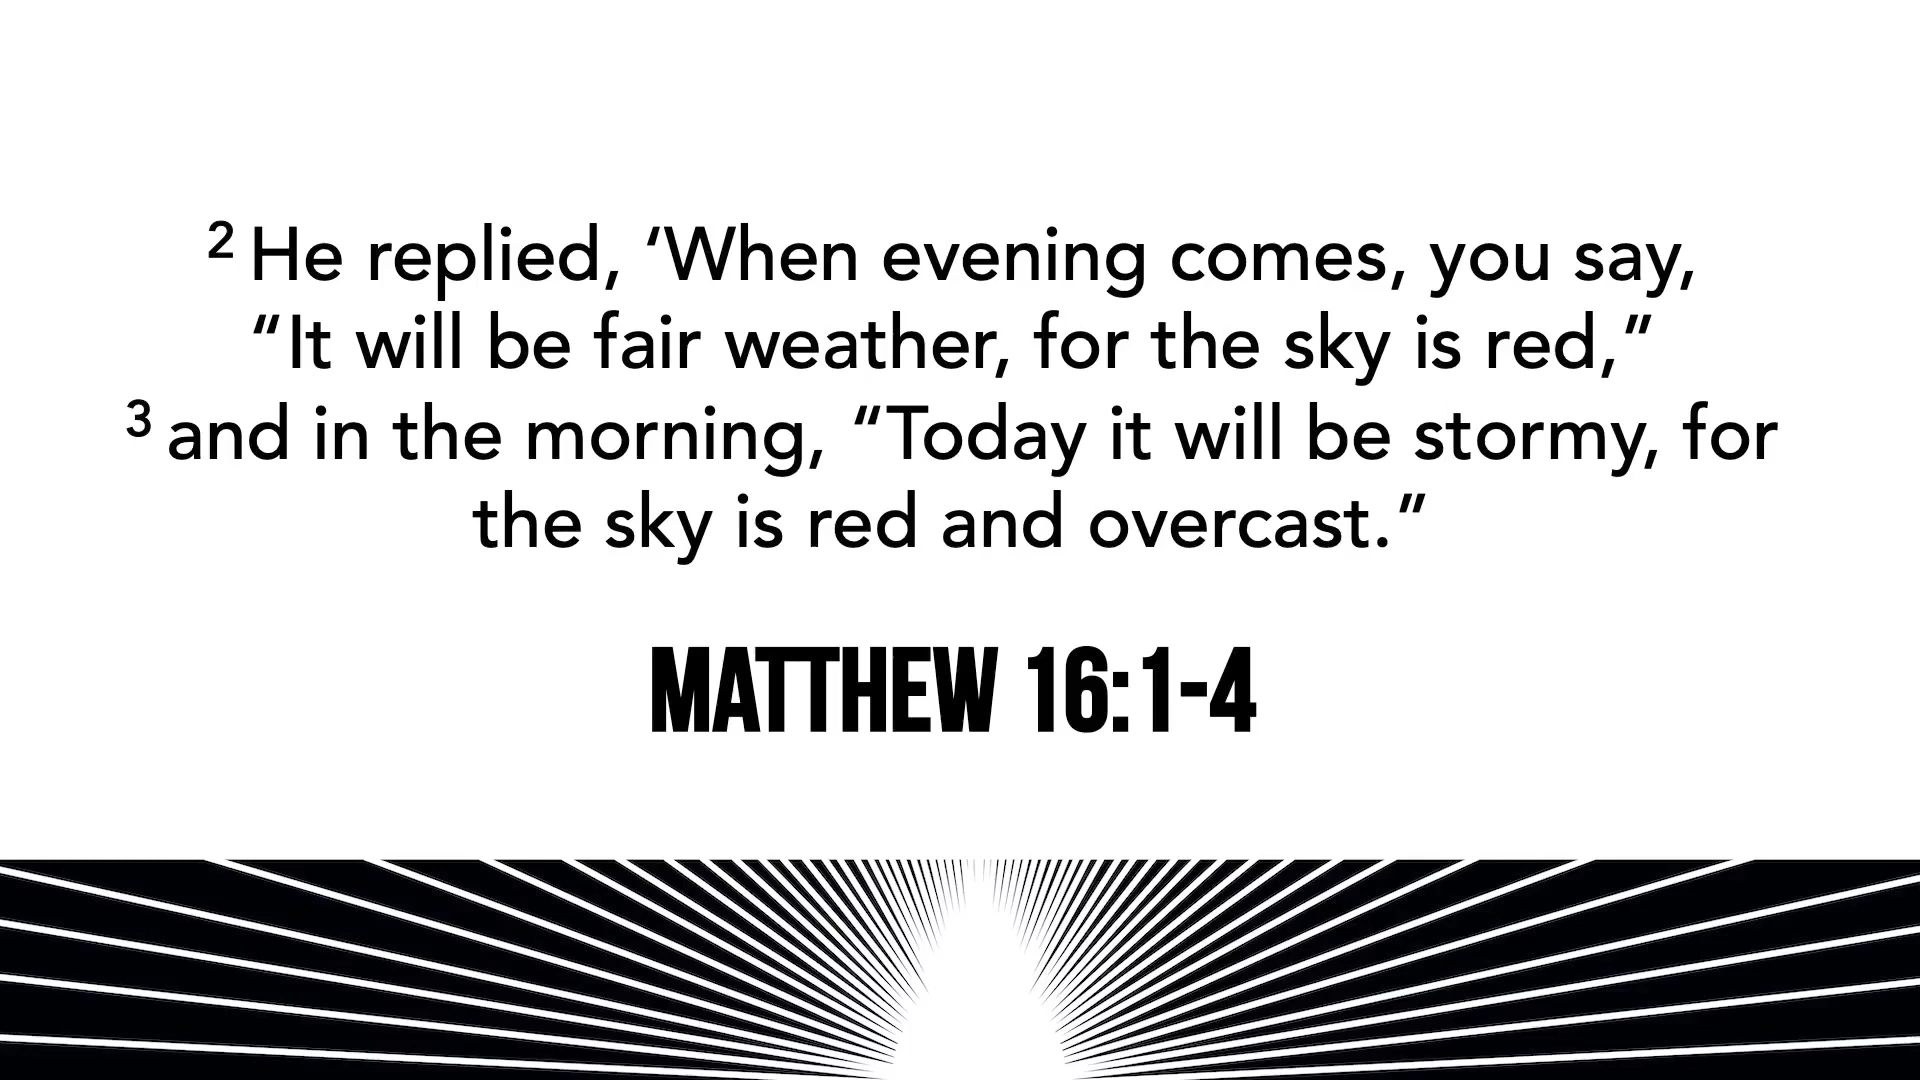 2 He replied, ‘When evening comes, you say,
“It will be fair weather, for the sky is red,”
3 and in the morning, “Today it will be stormy, for
the sky is red and overcast.”
MATTHEW 16:1-4